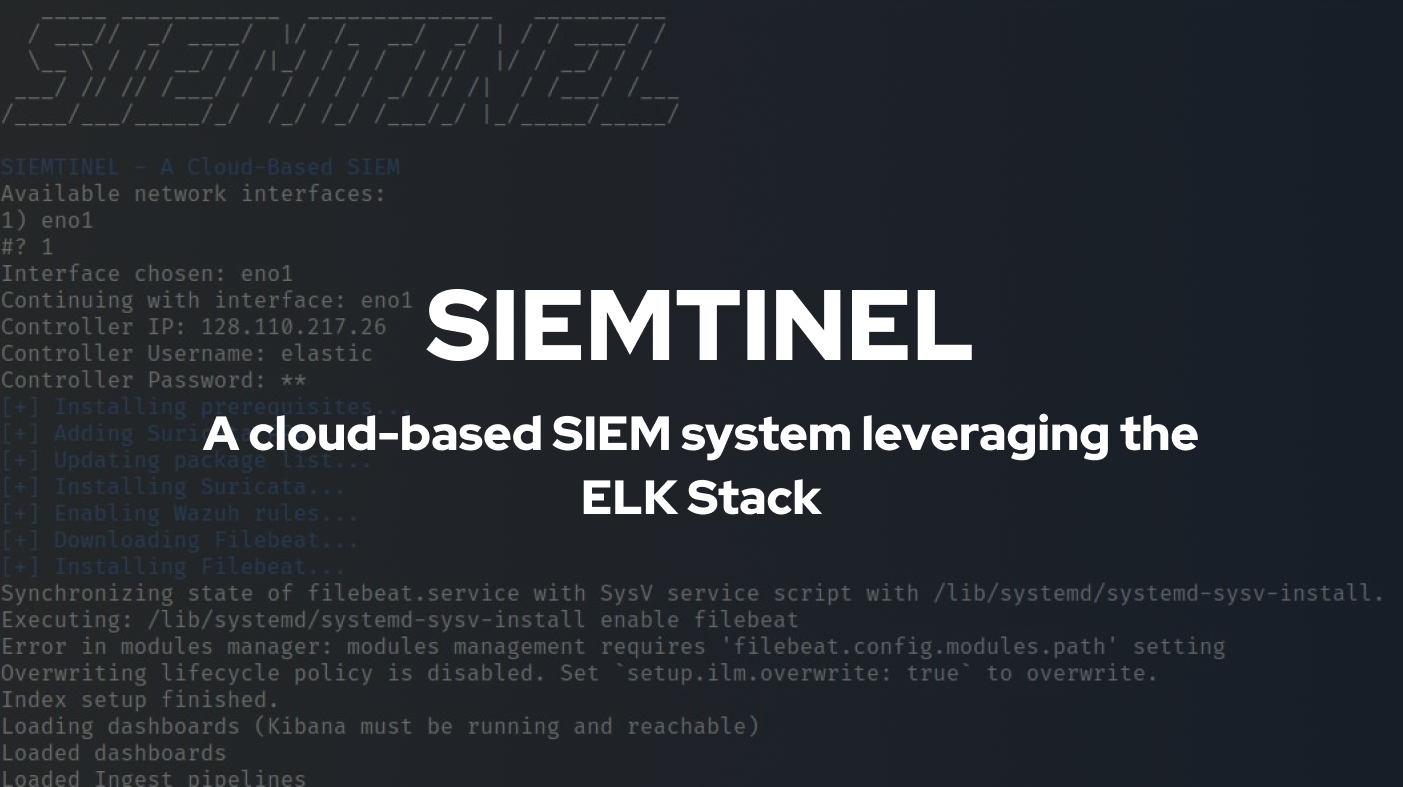 SIEMTINEL - A Cloud-Based SIEM
Available network interfaces:
1) eno1
#? 1
Interface chosen: eno1
Continuing with interface: eno1
Controller IP: 128.110.217.26
Controller Username: elastic
Controller Password: **
SIEMTINEL
A cloud-based SIEM system leveraging the
ELK Stack
[+] Installing prerequisites...
[+] Adding Suri
[+] Updating package list...
[+] Installing Suricata...
[+] Enabling Wazuh rules...
[+] Downloading Filebeat...
[+] Installing Filebeat...
Synchronizing state of filebeat.service with SysV service script with /lib/systemd/systemd-sysv-install.
Executing: /lib/systemd/systemd-sysv-install enable filebeat
Error in modules manager: modules management requires 'filebeat.config.modules.path' setting
Overwriting lifecycle policy is disabled. Set `setup.ilm.overwrite: true` to overwrite.
Index setup finished.
Loading dashboards (Kibana must be running and reachable)
Loaded dashboards
Loaded Ingest pipelines